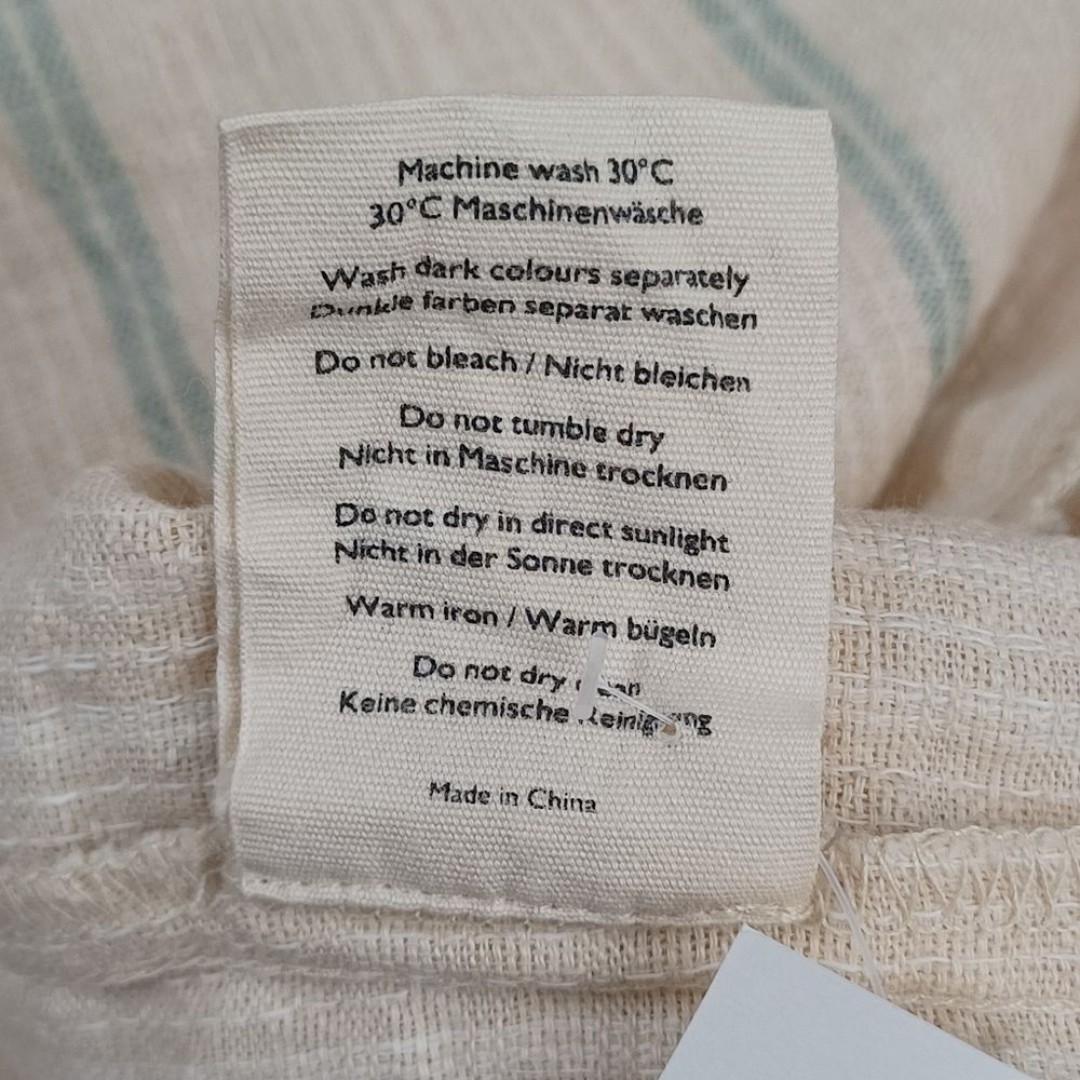 Machine wash 30°C
30°C Maschinenwäsche
Wash dark colours separately
Dunkle farben separat waschen
Do not bleach / Nicht bleichen
Do not tumble dry
Nicht in Maschine trocknen
Do not dry in direct sunlight
Nicht in der Sonne trocknen
Warm iron / Warm bügeln
Do not dry clean
Keine chemische Reinigung
Made in China